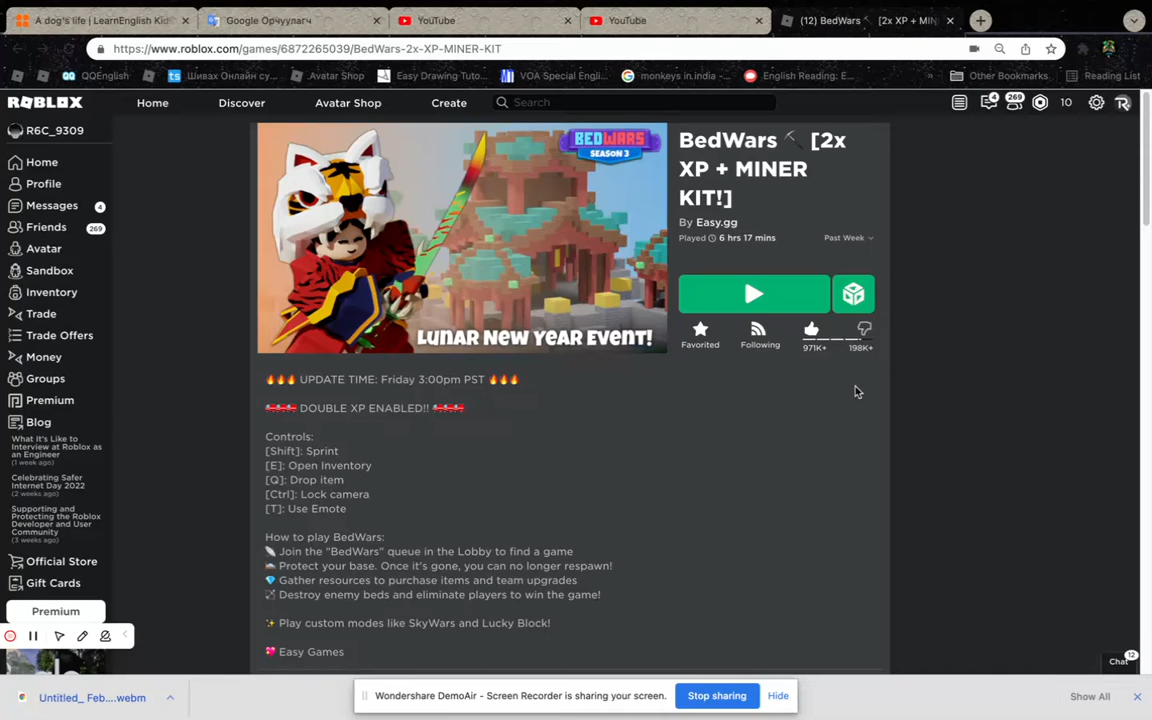 A dog's life | LearnEnglish Kids
Google Орчуулагч
YouTube
YouTube
(12) BedWars ⛏ [2x XP + MIN
https://www.roblox.com/games/6872265039/BedWars-2x-XP-MINER-KIT
QQEnglish
Шивах Онлайн су...
Avatar Shop
Easy Drawing Tuto...
VOA Special Engli...
monkeys in.india -...
English Reading: E...
»
Other Bookmarks
Reading List
ROBLOX
Home
Discover
Avatar Shop
Create
Search
4
269
10
R6C_9309
Home
Profile
Messages 4
Friends 269
Avatar
Sandbox
Inventory
Trade
Trade Offers
Money
Groups
Premium
Blog
What it's Like to
Interview at Roblox as
an Engineer
(1 week ago)
Celebrating Safer
Internet Day 2022
(2 weeks ago)
Supporting and
Protecting the Roblox
Developer and User
Community
(3 weeks ago)
Official Store
Gift Cards
Premium
BEDWARS
SEASON 3
LUNAR NEW YEAR EVENT!
BedWars ⛏ [2x
XP + MINER
KIT!]
By Easy.gg
Played 6 hrs 17 mins
Past Week
Favorited
Following
971K+
198K+
🔥🔥🔥 UPDATE TIME: Friday 3:00pm PST 🔥🔥🔥
🧨🧨🧨 DOUBLE XP ENABLED!! 🧨🧨🧨
Controls:
[Shift]: Sprint
[E]: Open Inventory
[Q]: Drop item
[Ctrl]: Lock camera
[T]: Use Emote
How to play BedWars:
Join the "BedWars" queue in the Lobby to find a game
🛏 Protect your base. Once it's gone, you can no longer respawn!
💎 Gather resources to purchase items and team upgrades
⚔ Destroy enemy beds and eliminate players to win the game!
✨ Play custom modes like SkyWars and Lucky Block!
💖 Easy Games
Chat 12
Untitled_ Feb....webm
Wondershare DemoAir - Screen Recorder is sharing your screen.
Stop sharing
Hide
Show All